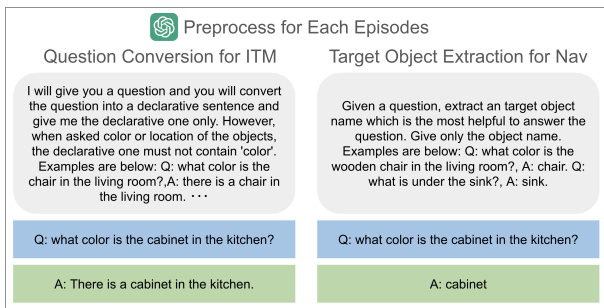 Preprocess for Each Episodes
Question Conversion for ITM
I will give you a question and you will convert
the question into a declarative sentence and
give me the declarative one only. However,
when asked color or location of the objects,
the declarative one must not contain 'color'.
Examples are below: Q: what color is the
chair in the living room?,A: there is a chair in
the living room. ･･･
Q: what color is the cabinet in the kitchen?
A: There is a cabinet in the kitchen.
Target Object Extraction for Nav
Given a question, extract an target object
name which is the most helpful to answer the
question. Give only the object name.
Examples are below: Q: what color is the
wooden chair in the living room?, A: chair. Q:
what is under the sink?, A: sink.
Q: what color is the cabinet in the kitchen?
A: cabinet